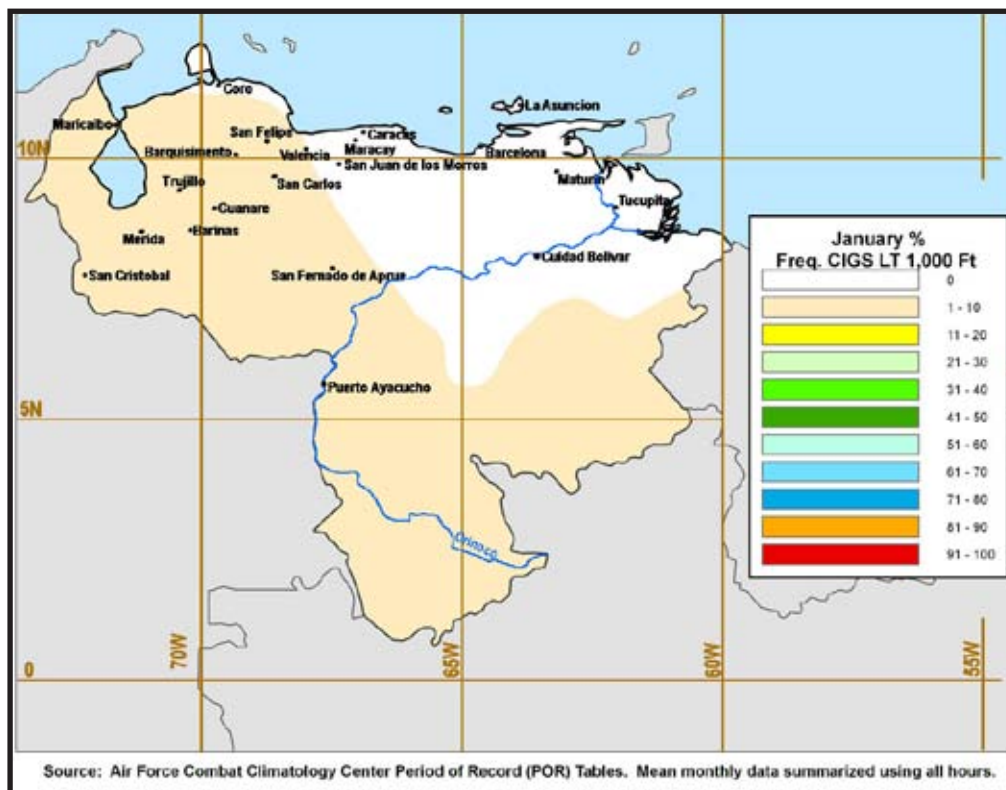 Coro
La Asuncion
Maricaibo
San Felipe
Caracas
10N
Barquisimento
Valencia
Maracay
Barcelona
San Juan de los Morros
Trujillo
San Carlos
Maturin
Guanare
Tucupita
Merida
Barinas
Cuidad Bolivar
San Cristobal
San Fernado de Aprue
Puerto Ayacucho
5N
Orinoco
0
70W
65W
60W
55W
January %
Freq. CIGS LT 1,000 Ft
0
1 - 10
11 - 20
21 - 30
31 - 40
41 - 50
51 - 60
61 - 70
71 - 80
81 - 90
91 - 100
Source: Air Force Combat Climatology Center Period of Record (POR) Tables. Mean monthly data summarized using all hours.